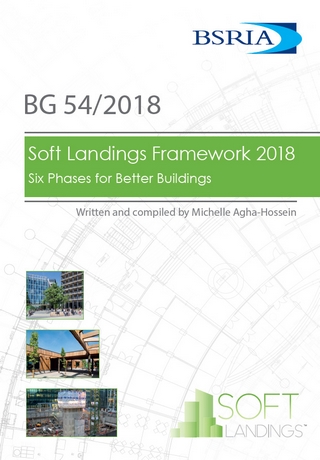 BSRIA
BG 54/2018
Soft Landings Framework 2018
Six Phases for Better Buildings
Written and compiled by Michelle Agha-Hossein
SOFT
LANDINGS™